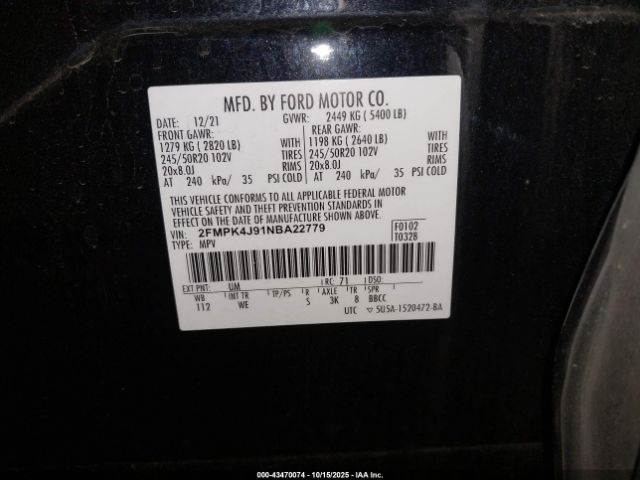 MFD. BY FORD MOTOR CO.
DATE: 12/21 GVWR: 2449 KG ( 5400 LB)
FRONT GAWR: REAR GAWR:
1279 KG ( 2820 LB) WITH 1198 KG ( 2640 LB) WITH
245/50R20 102V TIRES 245/50R20 102V TIRES
20x8.0J RIMS 20x8.0J RIMS
AT 240 kPa/ 35 PSI COLD AT 240 kPa/ 35 PSI COLD
THIS VEHICLE CONFORMS TO ALL APPLICABLE FEDERAL MOTOR
VEHICLE SAFETY AND THEFT PREVENTION STANDARDS IN
EFFECT ON THE DATE OF MANUFACTURE SHOWN ABOVE.
VIN: 2FMPK4J91NBA22779 F0102
TYPE: MPV T0328
EXT PNT: UM RC: 71 DSO:
WB INT TR TP/PS R AXLE TR SPR
112 WE S 3K 8 BBCC
UTC ▽ 5U5A-1520472-BA
000-43470074 | 10/15/2025 - IAA, Inc.